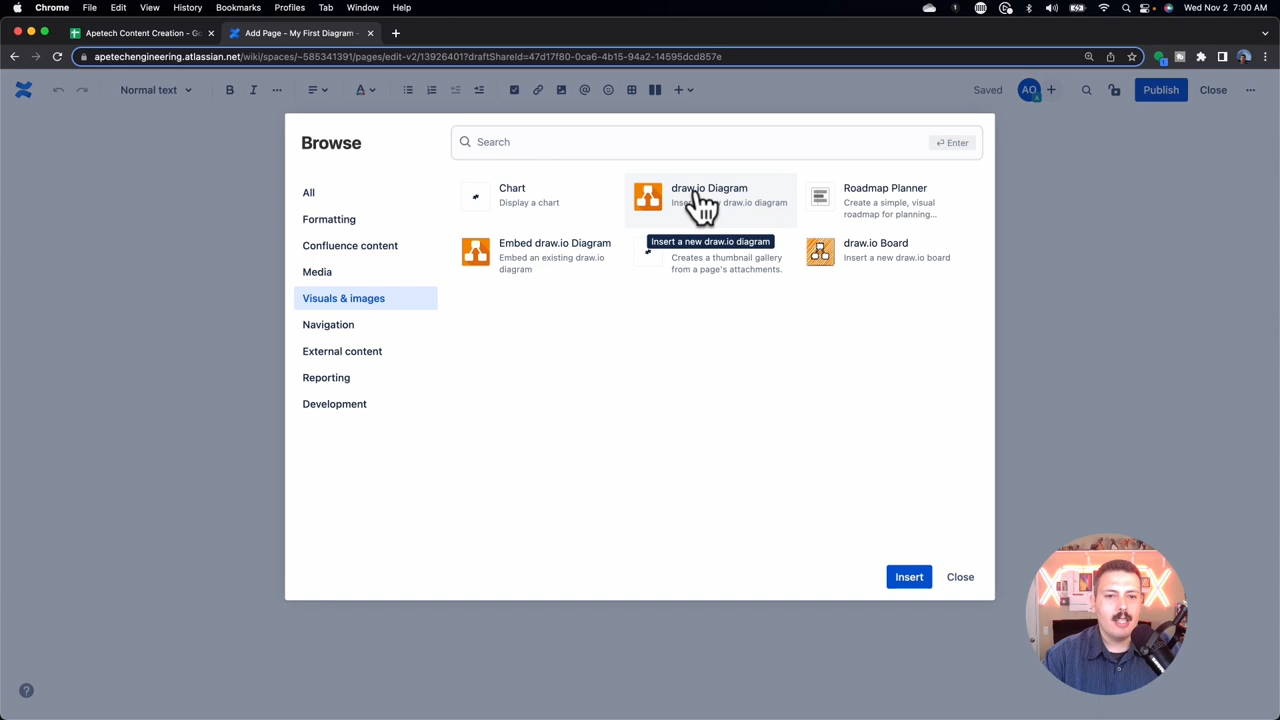 Chrome File Edit View History Bookmarks Profiles Tab Window Help
Wed Nov 2 7:00 AM
Apetech Content Creation - Go
Add Page - My First Diagram -
apetechengineering.atlassian.net/wiki/spaces/~585341391/pages/edit-v2/13926401?draftShareId=47d17f80-0ca6-4b15-94a2-14595dcd857e
Normal text
B I A
Saved
AO
A
Publish
Close
Browse
Search
Enter
All
Formatting
Confluence content
Media
Visuals & images
Navigation
External content
Reporting
Development
Chart
Display a chart
draw.io Diagram
draw.io diagram
Roadmap Planner
Create a simple, visual
roadmap for planning...
Embed draw.io Diagram
Embed an existing draw.io
diagram
Insert a new draw.io diagram
Creates a thumbnail gallery
from a page's attachments.
draw.io Board
Insert a new draw.io board
Insert
Close
?